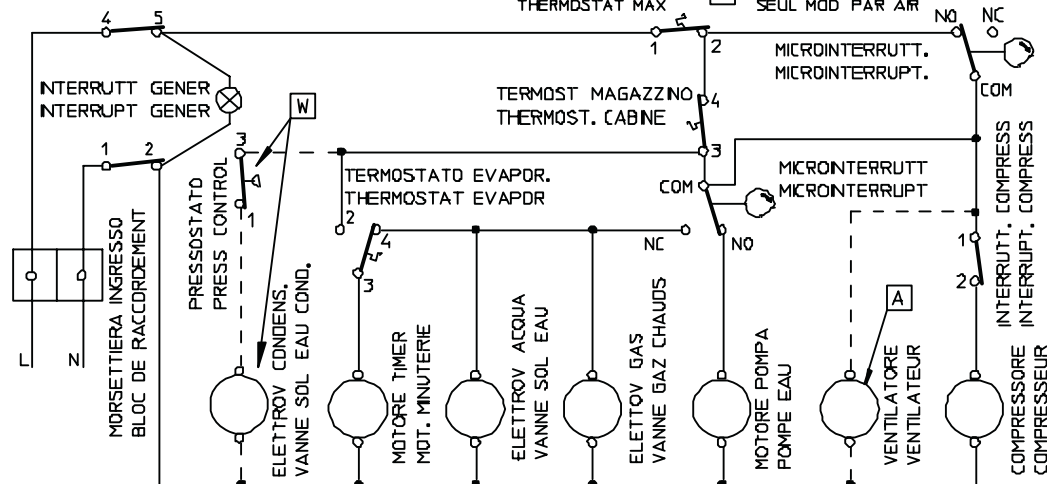 THERMOSTAT MAX
SEUL MOD PAR AIR
4 5
1 2
NO NC
INTERRUTT GENER
INTERRUPT GENER
MICROINTERRUTT.
MICROINTERRUPT.
COM
W
TERMOST MAGAZZINO
THERMOST. CABINE
4
3
1 2
3
1
PRESSOSTATO
PRESS CONTROL
TERMOSTATO EVAPOR.
THERMOSTAT EVAPOR
COM
MICROINTERRUTT
MICROINTERRUPT
2
4
3
NC
NO
1
2
INTERRUTT. COMPRESS
INTERRUPT. COMPRESS
MORSETTIERA INGRESSO
BLOC DE RACCORDEMENT
L N
A
ELETTROV CONDENS.
VANNE SOL EAU COND.
MOTORE TIMER
MOT. MINUTERIE
ELETTROV ACQUA
VANNE SOL EAU
ELETTOV GAS
VANNE GAZ CHAUDS
MOTORE POMPA
POMPE EAU
VENTILATORE
VENTILATEUR
COMPRESSORE
COMPRESSEUR